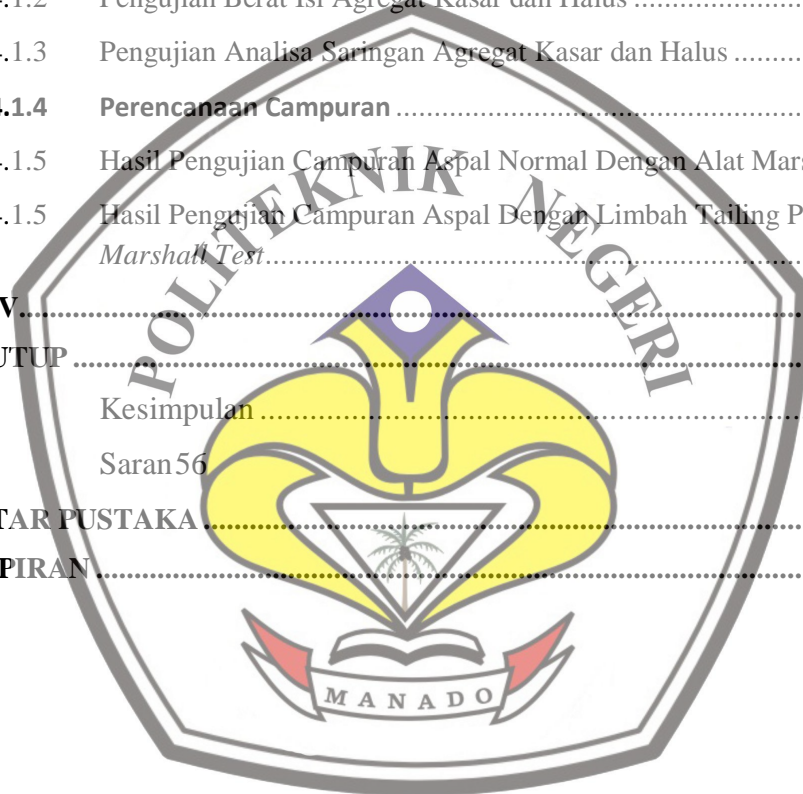 .1.2 Pengujian Berat Isi Agregat Kasar dan Halus ..........
.1.3 Pengujian Analisa Saringan Agregat Kasar dan Halus ..........
.1.4 Perencanaan Campuran ..........
.1.5 Hasil Pengujian Campuran Aspal Normal Dengan Alat Mars
.1.5 Hasil Pengujian Campuran Aspal Dengan Limbah Tailing P
Marshall Test ..........
V ..........
UTUP ..........
Kesimpulan ..........
Saran56
TAR PUSTAKA ..........
PIRAN ..........
POLITEKNIK NEGERI
MANADO